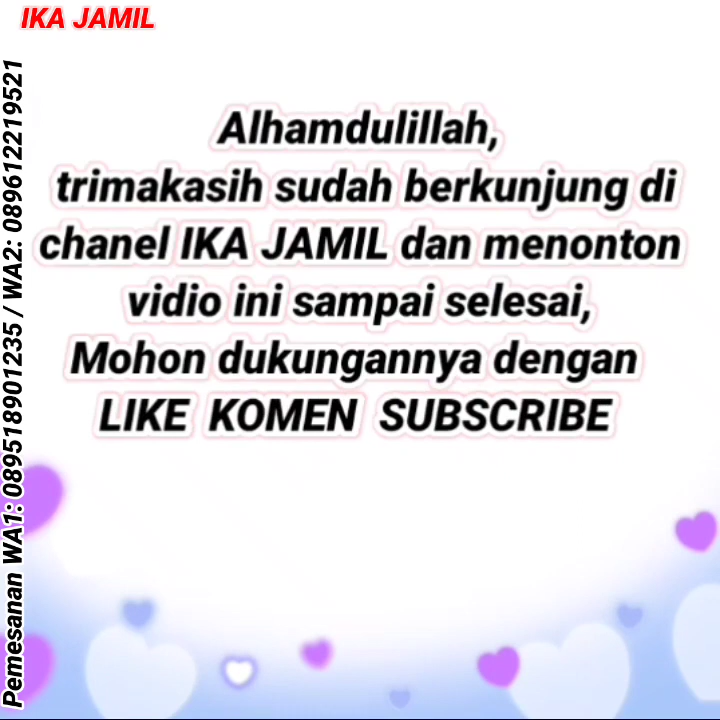 IKA JAMIL
Alhamdulillah,
trimakasih sudah berkunjung di
chanel IKA JAMIL dan menonton
vidio ini sampai selesai,
Mohon dukungannya dengan
LIKE KOMEN SUBSCRIBE
Pemesanan WA1: 089518901235 / WA2: 089612219521